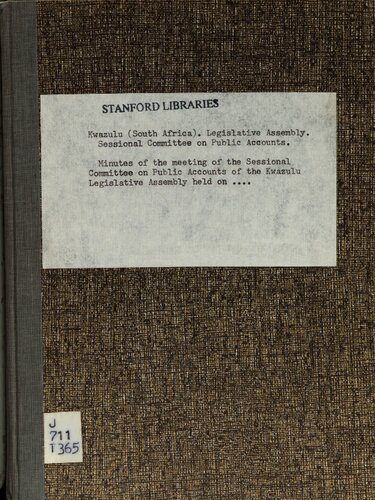 STANFORD LIBRARIES
Kwazulu (South Africa). Legislative Assembly.
Sessional Committee on Public Accounts.
Minutes of the meeting of the Sessional
Committee on Public Accounts of the Kwazulu
Legislative Assembly held on ....
J
711
T365